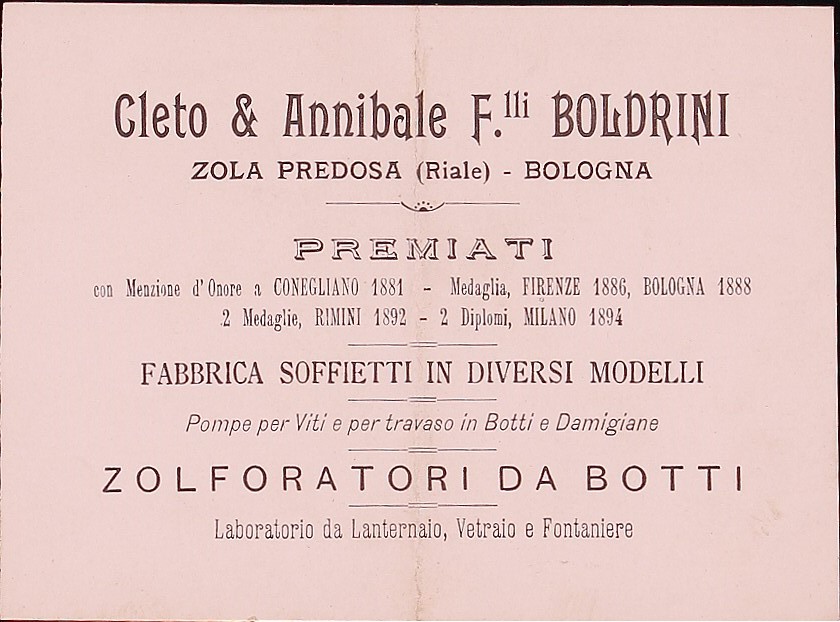 Cleto & Annibale F.lli BOLDRINI
ZOLA PREDOSA (Riale) - BOLOGNA
PREMIATI
con Menzione d'Onore a CONEGLIANO 1881 - Medaglia, FIRENZE 1886, BOLOGNA 1888
2 Medaglie, RIMINI 1892 - 2 Diplomi, MILANO 1894
FABBRICA SOFFIETTI IN DIVERSI MODELLI
Pompe per Viti e per travaso in Botti e Damigiane
ZOLFORATORI DA BOTTI
Laboratorio da Lanternaio, Vetraio e Fontaniere